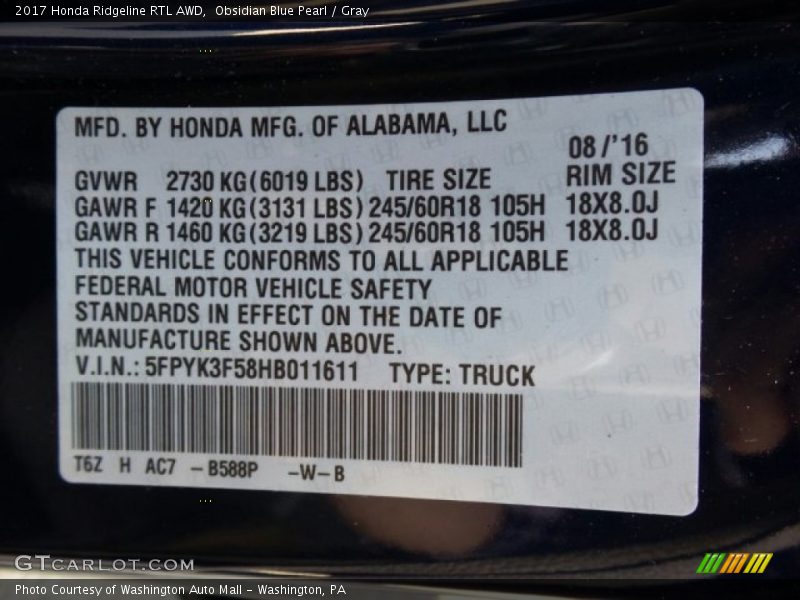 2017 Honda Ridgeline RTL AWD,  Obsidian Blue Pearl / Gray
MFD. BY HONDA MFG. OF ALABAMA, LLC
08/'16
GVWR 2730 KG(6019 LBS) TIRE SIZE RIM SIZE
GAWR F 1420 KG(3131 LBS) 245/60R18 105H 18X8.0J
GAWR R 1460 KG(3219 LBS) 245/60R18 105H 18X8.0J
THIS VEHICLE CONFORMS TO ALL APPLICABLE
FEDERAL MOTOR VEHICLE SAFETY
STANDARDS IN EFFECT ON THE DATE OF
MANUFACTURE SHOWN ABOVE.
V.I.N.: 5FPYK3F58HB011611 TYPE: TRUCK
T6Z H AC7 -B588P -W-B
GTCARLOT.COM
Photo Courtesy of Washington Auto Mall - Washington, PA